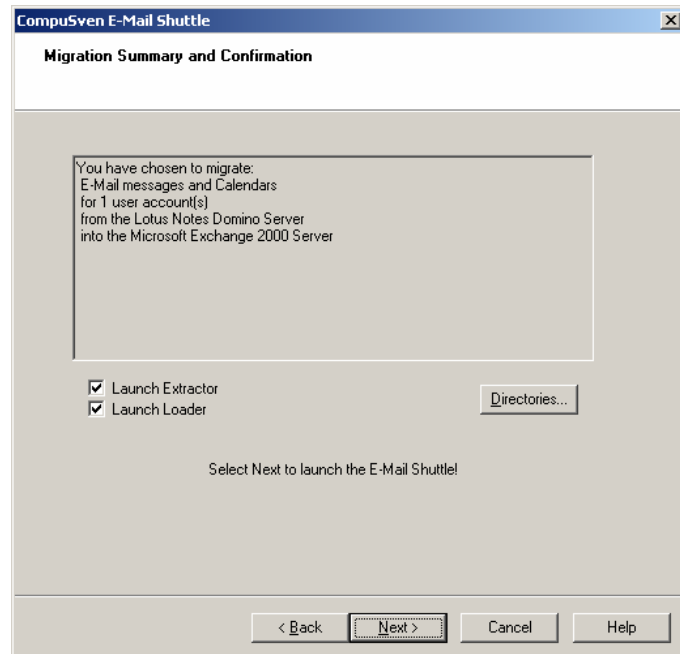 CompuSven E-Mail Shuttle
Migration Summary and Confirmation
You have chosen to migrate:
E-Mail messages and Calendars
for 1 user account(s)
from the Lotus Notes Domino Server
into the Microsoft Exchange 2000 Server
Launch Extractor
Launch Loader
Directories...
Select Next to launch the E-Mail Shuttle!
< Back
Next >
Cancel
Help